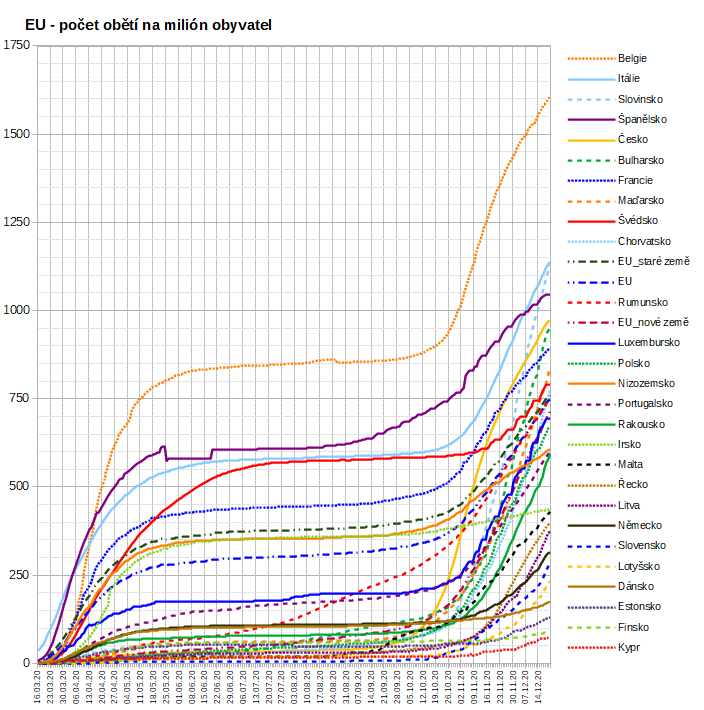 EU - počet obětí na milión obyvatel
1750
1500
1250
1000
750
500
250
0
16.03.20
23.03.20
30.03.20
06.04.20
13.04.20
20.04.20
27.04.20
04.05.20
11.05.20
18.05.20
25.05.20
01.06.20
08.06.20
15.06.20
22.06.20
29.06.20
06.07.20
13.07.20
20.07.20
27.07.20
03.08.20
10.08.20
17.08.20
24.08.20
31.08.20
07.09.20
14.09.20
21.09.20
28.09.20
05.10.20
12.10.20
19.10.20
26.10.20
02.11.20
09.11.20
16.11.20
23.11.20
30.11.20
07.12.20
14.12.20
Belgie
Itálie
Slovinsko
Španělsko
Česko
Bulharsko
Francie
Maďarsko
Švédsko
Chorvatsko
EU_staré země
EU
Rumunsko
EU_nové země
Luxembursko
Polsko
Nizozemsko
Portugalsko
Rakousko
Irsko
Malta
Řecko
Litva
Německo
Slovensko
Lotyšsko
Dánsko
Estonsko
Finsko
Kypr